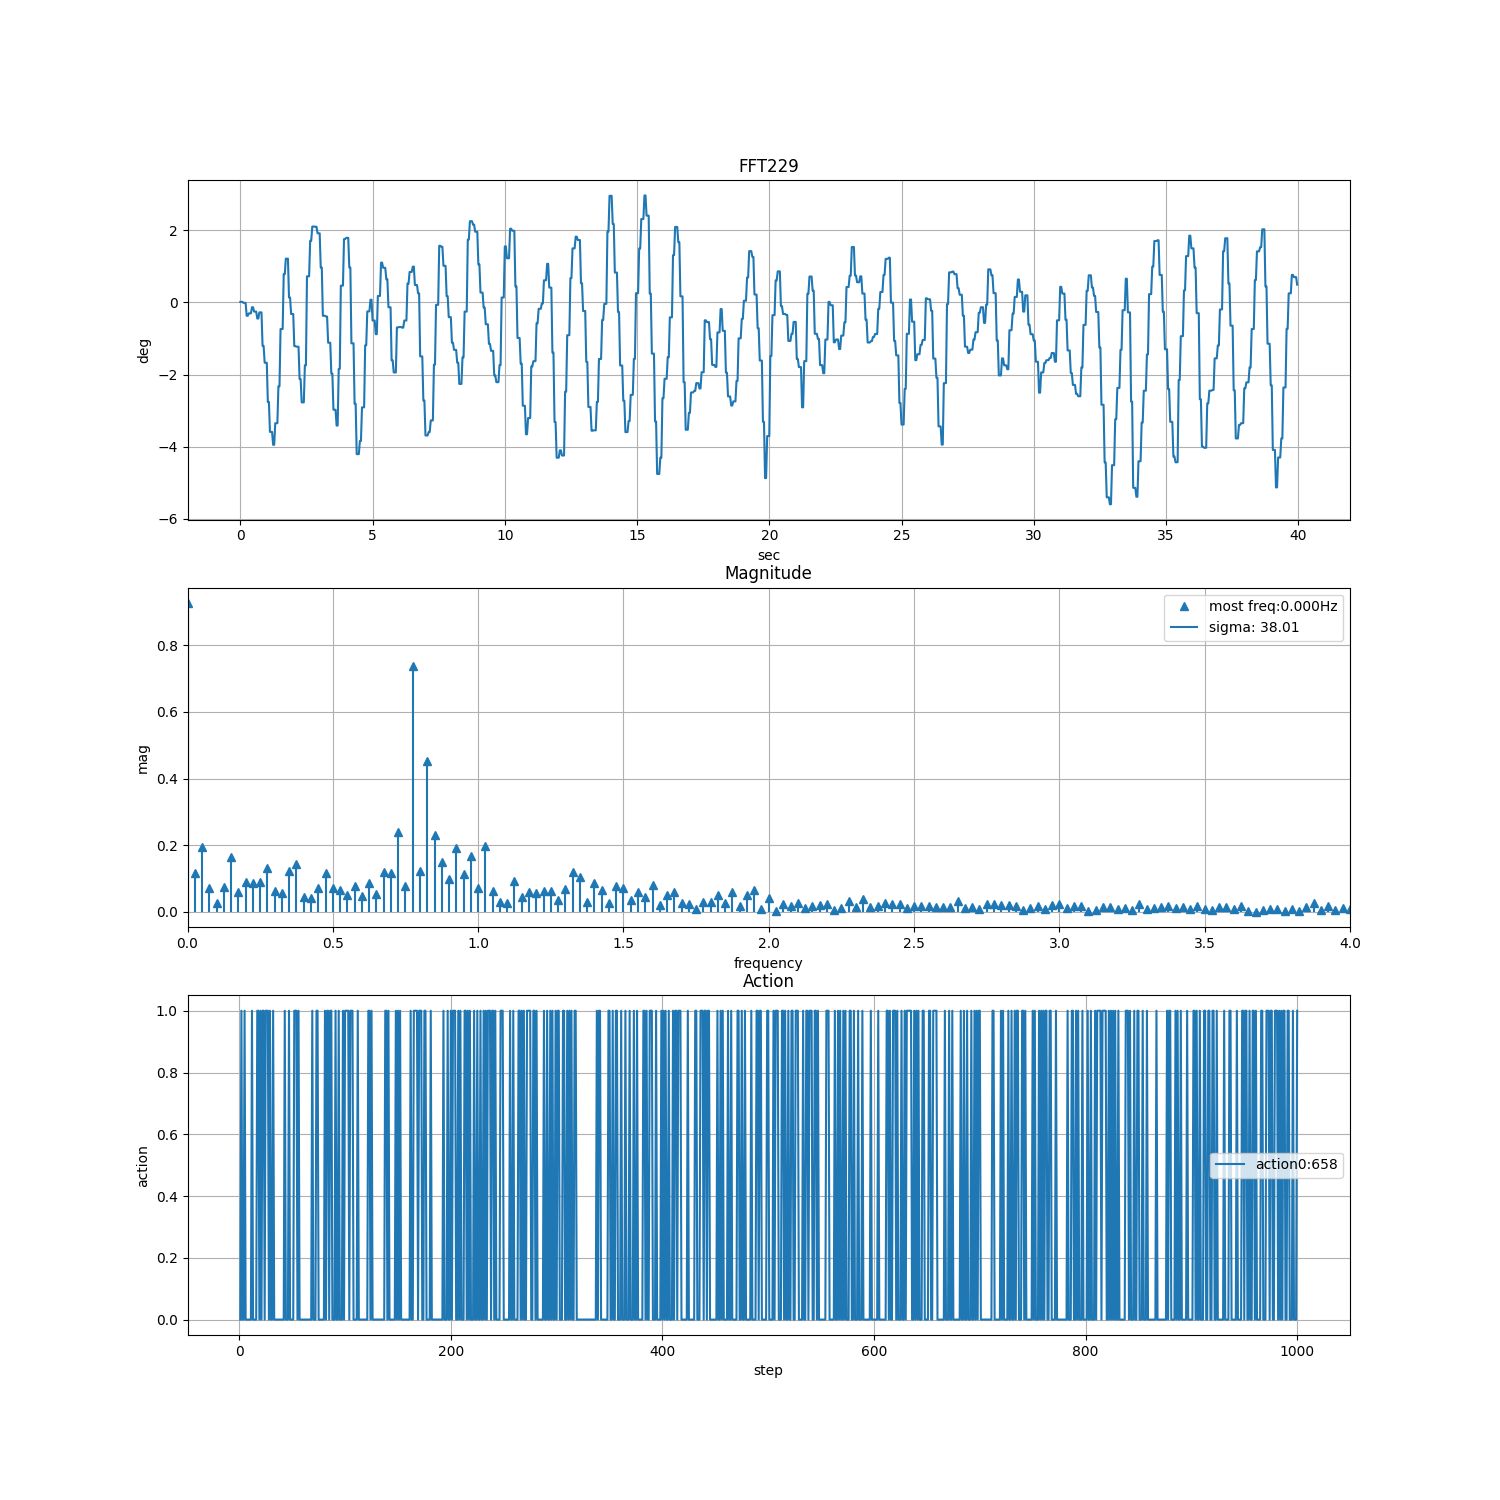 FFT229
2
0
−2
−4
−6
deg
0 5 10 15 20 25 30 35 40
sec
Magnitude
most freq:0.000Hz
sigma: 38.01
0.8
0.6
0.4
0.2
0.0
mag
0.0 0.5 1.0 1.5 2.0 2.5 3.0 3.5 4.0
frequency
Action
1.0
0.8
0.6
0.4
0.2
0.0
action
action0:658
0 200 400 600 800 1000
step